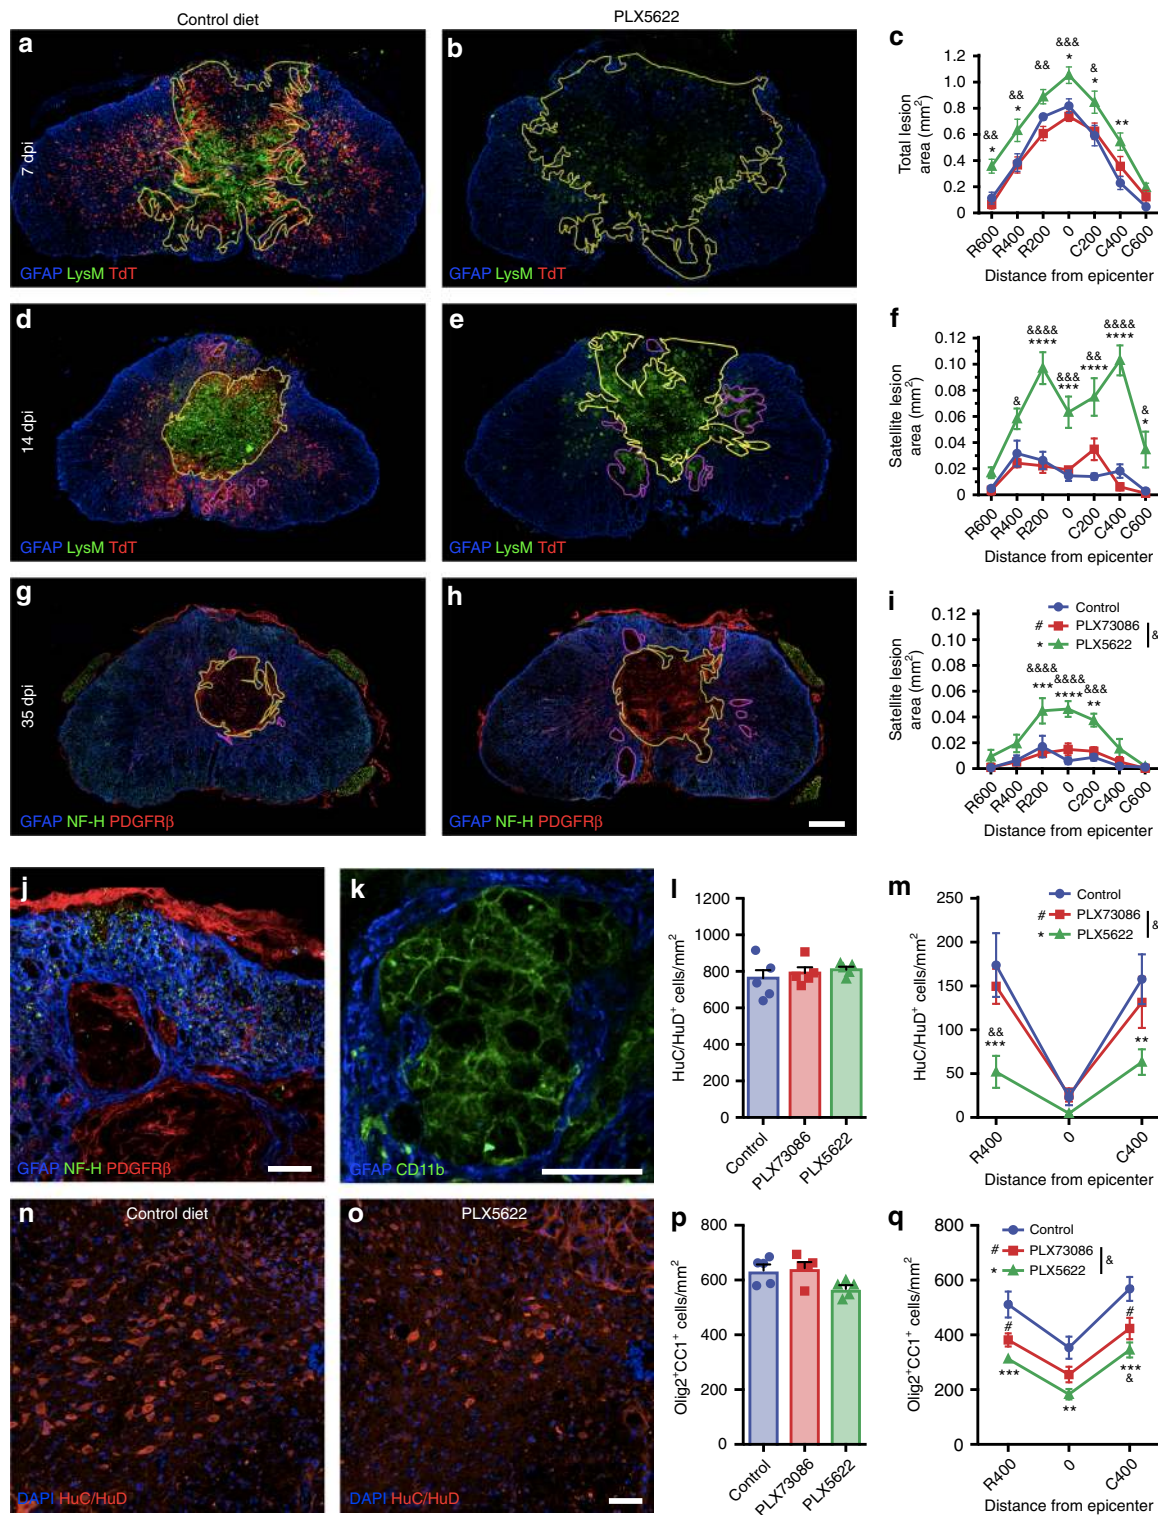 Control diet
PLX5622
a
b
c
7 dpi
GFAP LysM TdT
GFAP LysM TdT
Total lesion area (mm²)
1.2
1.0
0.8
0.6
0.4
0.2
0
&& *
&& *
&&
&&& *
& *
**
R600 R400 R200 0 C200 C400 C600
Distance from epicenter
d
e
f
14 dpi
GFAP LysM TdT
GFAP LysM TdT
Satellite lesion area (mm²)
0.12
0.10
0.08
0.06
0.04
0.02
0
&
&&&& ****
&&& ***
&& ****
&&&& ****
& *
R600 R400 R200 0 C200 C400 C600
Distance from epicenter
g
h
i
35 dpi
GFAP NF-H PDGFRβ
GFAP NF-H PDGFRβ
Control
# PLX73086
* PLX5622
&
Satellite lesion area (mm²)
0.12
0.10
0.08
0.06
0.04
0.02
0
&&&& ***
&&&& ****
&&& **
R600 R400 R200 0 C200 C400 C600
Distance from epicenter
j
GFAP NF-H PDGFRβ
k
GFAP CD11b
l
HuC/HuD⁺ cells/mm²
1200
1000
800
600
400
200
0
Control PLX73086 PLX5622
m
Control
# PLX73086
* PLX5622
&
HuC/HuD⁺ cells/mm²
250
200
150
100
50
0
&& ***
**
R400 0 C400
Distance from epicenter
n
Control diet
DAPI HuC/HuD
o
PLX5622
DAPI HuC/HuD
p
Olig2⁺CC1⁺ cells/mm²
800
600
400
200
0
Control PLX73086 PLX5622
q
Control
# PLX73086
* PLX5622
&
Olig2⁺CC1⁺ cells/mm²
800
600
400
200
0
#
***
**
#
***
&
R400 0 C400
Distance from epicenter